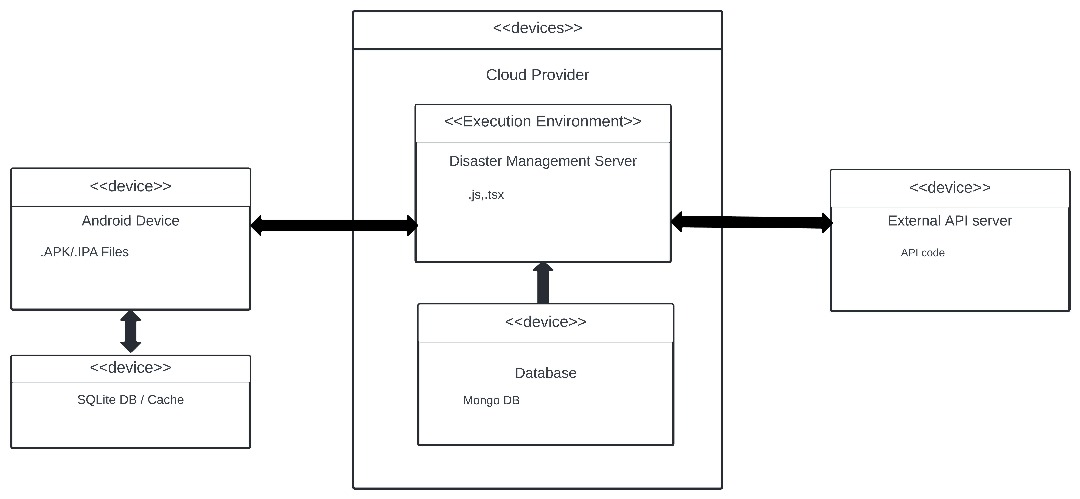 <<devices>>
Cloud Provider
<<Execution Environment>>
Disaster Management Server
.js,.tsx
<<device>>
Android Device
.APK/.IPA Files
<<device>>
External API server
API code
<<device>>
Database
Mongo DB
<<device>>
SQLite DB / Cache